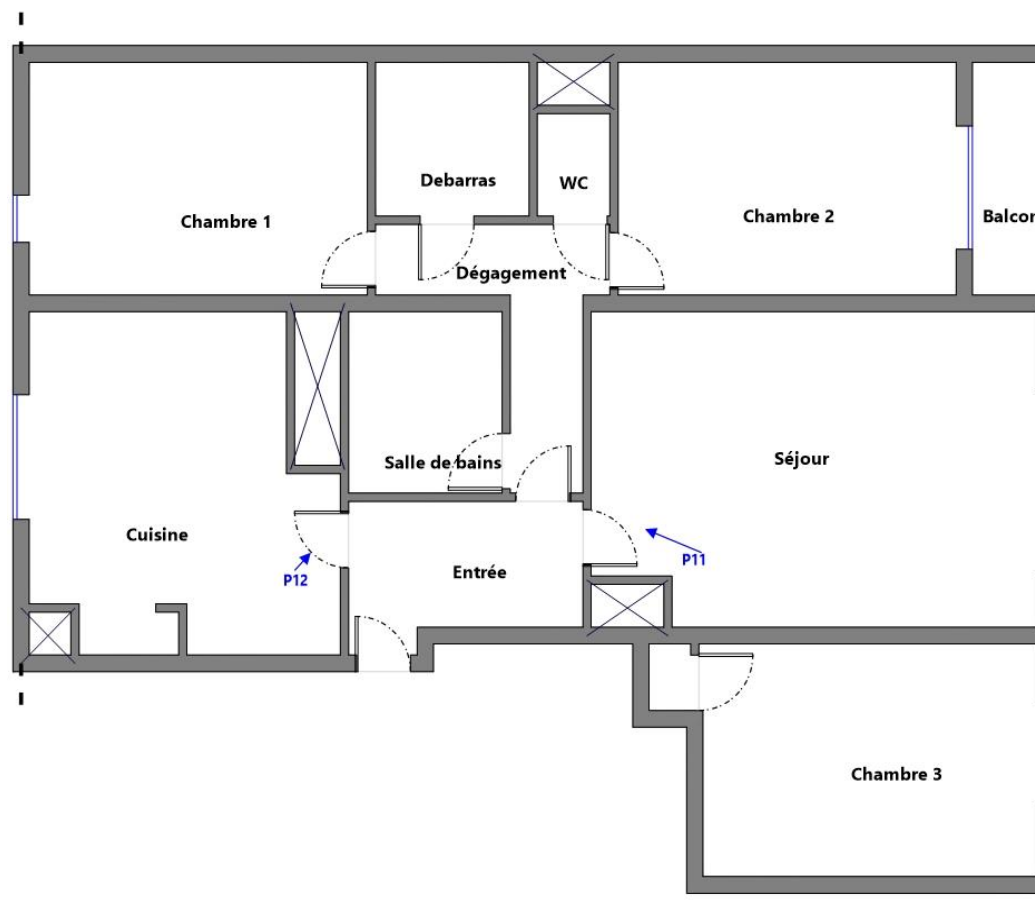 Debarras
WC
Chambre 1
Chambre 2
Balcon
Dégagement
Salle de bains
Séjour
Cuisine
P12
Entrée
P11
Chambre 3